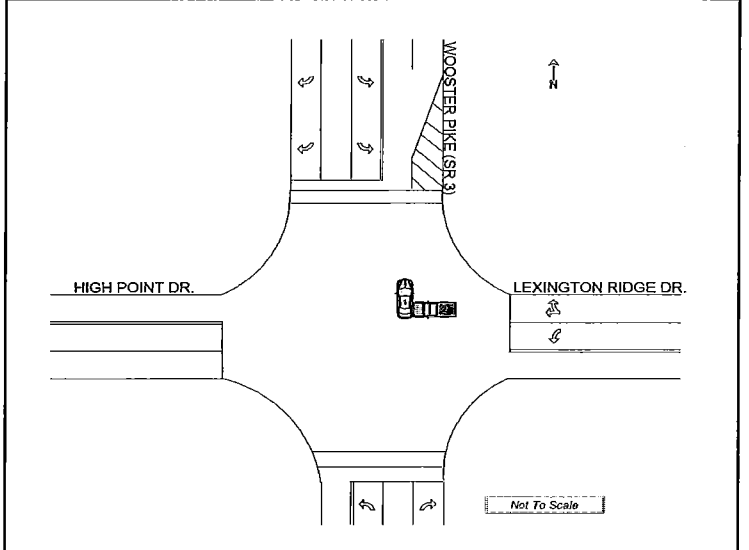 WOOSTER PIKE (SR 3)
N
HIGH POINT DR.
LEXINGTON RIDGE DR.
Not To Scale